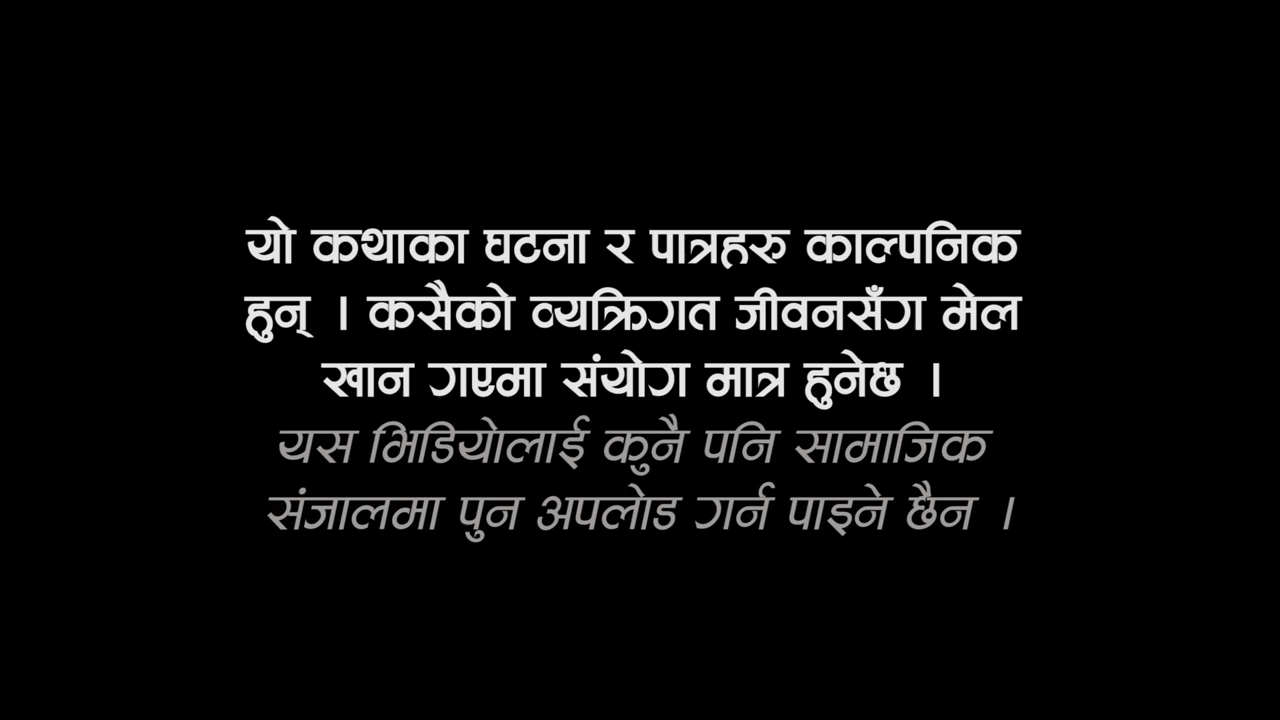 यो कथाका घटना र पात्रहरु काल्पनिक
हुन् । कसैको व्यक्रिगत जीवनसँग मेल
खान गएमा संयोग मात्र हुनेछ ।
यस भिडियोलाई कुनै पनि सामाजिक
संजालमा पुन अपलोड गर्न पाइने छैन ।